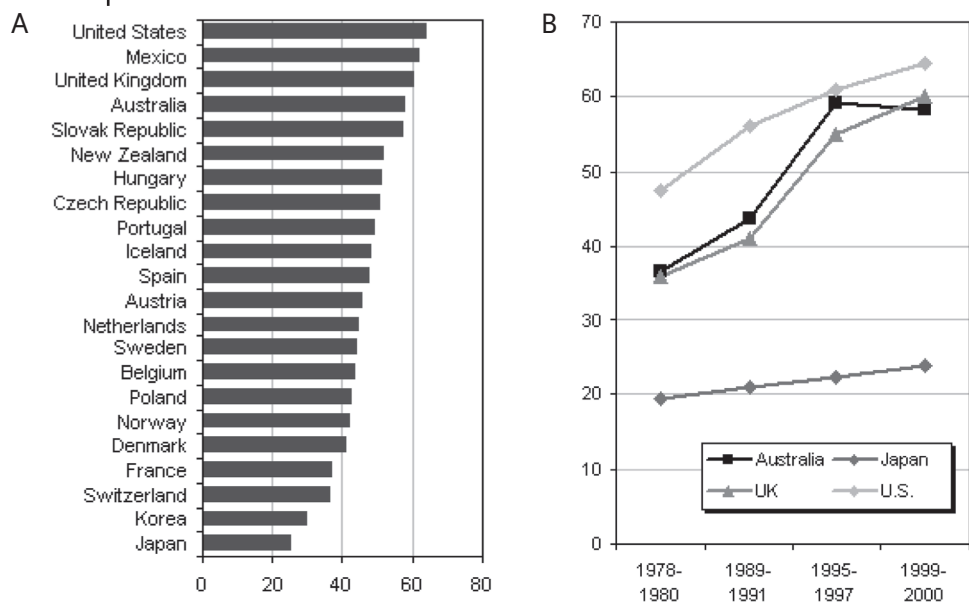 A
United States
Mexico
United Kingdom
Australia
Slovak Republic
New Zealand
Hungary
Czech Republic
Portugal
Iceland
Spain
Austria
Netherlands
Sweden
Belgium
Poland
Norway
Denmark
France
Switzerland
Korea
Japan
0 20 40 60 80
B
70
60
50
40
30
20
10
0
Australia Japan
UK U.S.
1978- 1989- 1995- 1999-
1980 1991 1997 2000